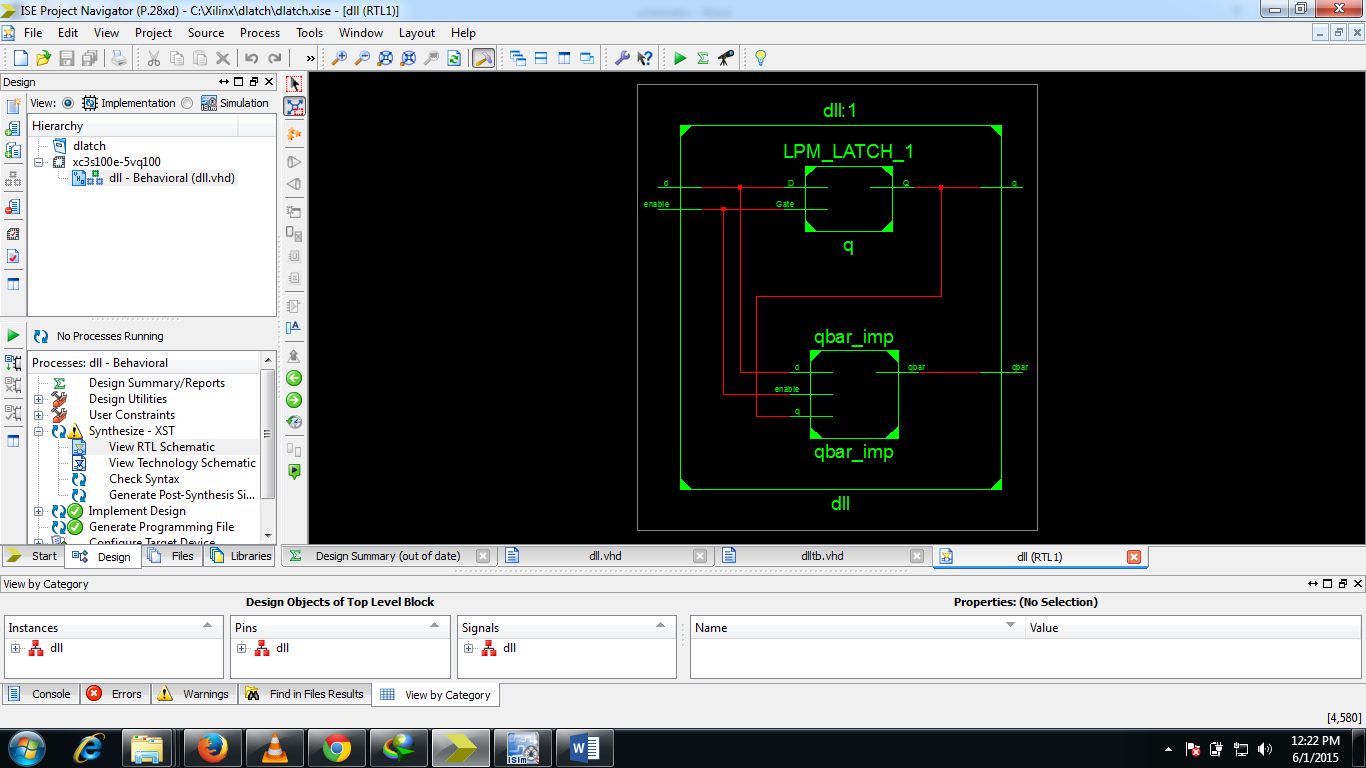 ISE Project Navigator (P.28xd) - C:\Xilinx\dlatch\dlatch.xise - [dll (RTL1)]
File Edit View Project Source Process Tools Window Layout Help
»
Design
View: Implementation Simulation
Hierarchy
dlatch
xc3s100e-5vq100
dll - Behavioral (dll.vhd)
No Processes Running
Processes: dll - Behavioral
Design Summary/Reports
Design Utilities
User Constraints
Synthesize - XST
View RTL Schematic
View Technology Schematic
Check Syntax
Generate Post-Synthesis Si...
Implement Design
Generate Programming File
Configure Target Device
Start Design Files Libraries
dll:1
LPM_LATCH_1
d D Q q
enable Gate
q
qbar_imp
d qbar qbar
enable
q
qbar_imp
dll
Design Summary (out of date) dll.vhd dlltb.vhd dll (RTL1)
View by Category
Design Objects of Top Level Block Properties: (No Selection)
Instances Pins Signals Name Value
dll dll dll
Console Errors Warnings Find in Files Results View by Category
[4,580]
ISim
12:22 PM
6/1/2015